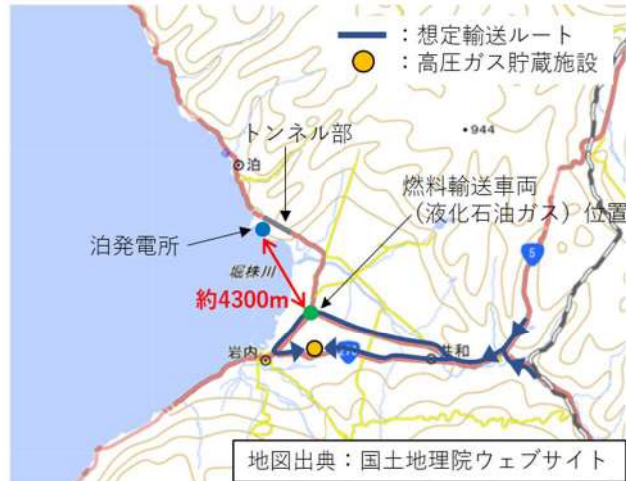 ：想定輸送ルート
：高圧ガス貯蔵施設
トンネル部
・944
泊
燃料輸送車両
（液化石油ガス）位置
泊発電所
5
堀株川
約4300m
岩内
共和
地図出典：国土地理院ウェブサイト